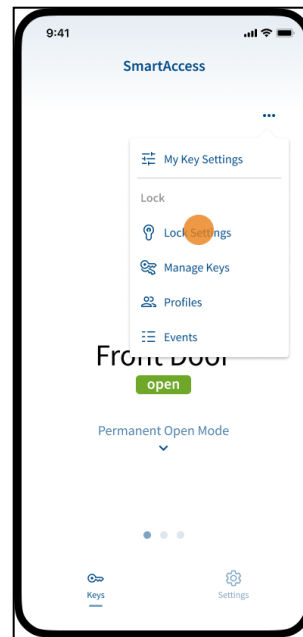 9:41
SmartAccess
My Key Settings
Lock
Lock Settings
Manage Keys
Profiles
Events
Front Door
open
Permanent Open Mode
Keys
Settings